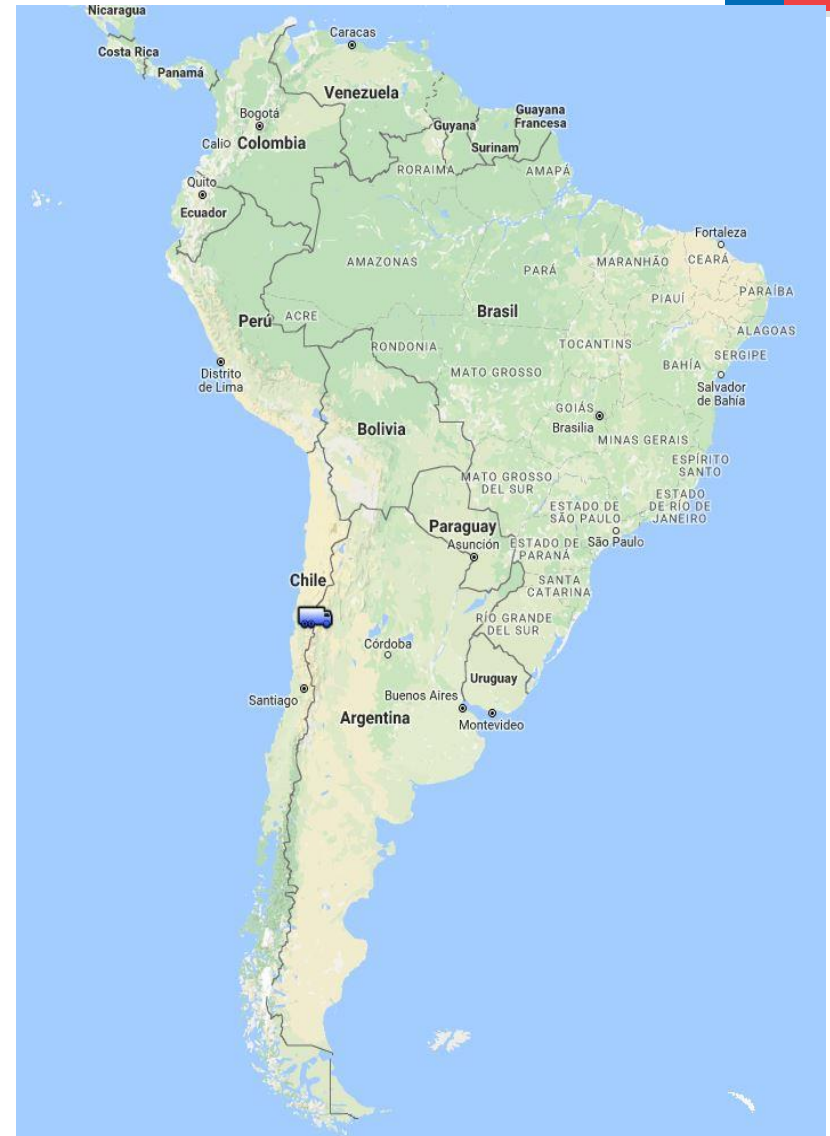 Nicaragua
Caracas
Costa Rica
Panamá
Venezuela
Bogotá
Guayana
Francesa
Guyana
Calio
Colombia
Surinam
RORAIMA
AMAPÁ
Quito
Ecuador
Fortaleza
AMAZONAS
PARÁ
MARANHÃO
CEARÁ
PARAÍBA
PIAUÍ
Perú
ACRE
Brasil
ALAGOAS
RONDONIA
TOCANTINS
SERGIPE
BAHÍA
Distrito
de Lima
MATO GROSSO
Salvador
de Bahía
GOIÁS
Bolivia
Brasilia
MINAS GERAIS
ESPÍRITO
SANTO
MATO GROSSO
DEL SUR
ESTADO
DE RÍO DE
JANEIRO
ESTADO DE
SÃO PAULO
Paraguay
Asunción
ESTADO DE
PARANÁ
São Paulo
Chile
SANTA
CATARINA
RÍO GRANDE
DEL SUR
Córdoba
Uruguay
Santiago
Buenos Aires
Argentina
Montevideo